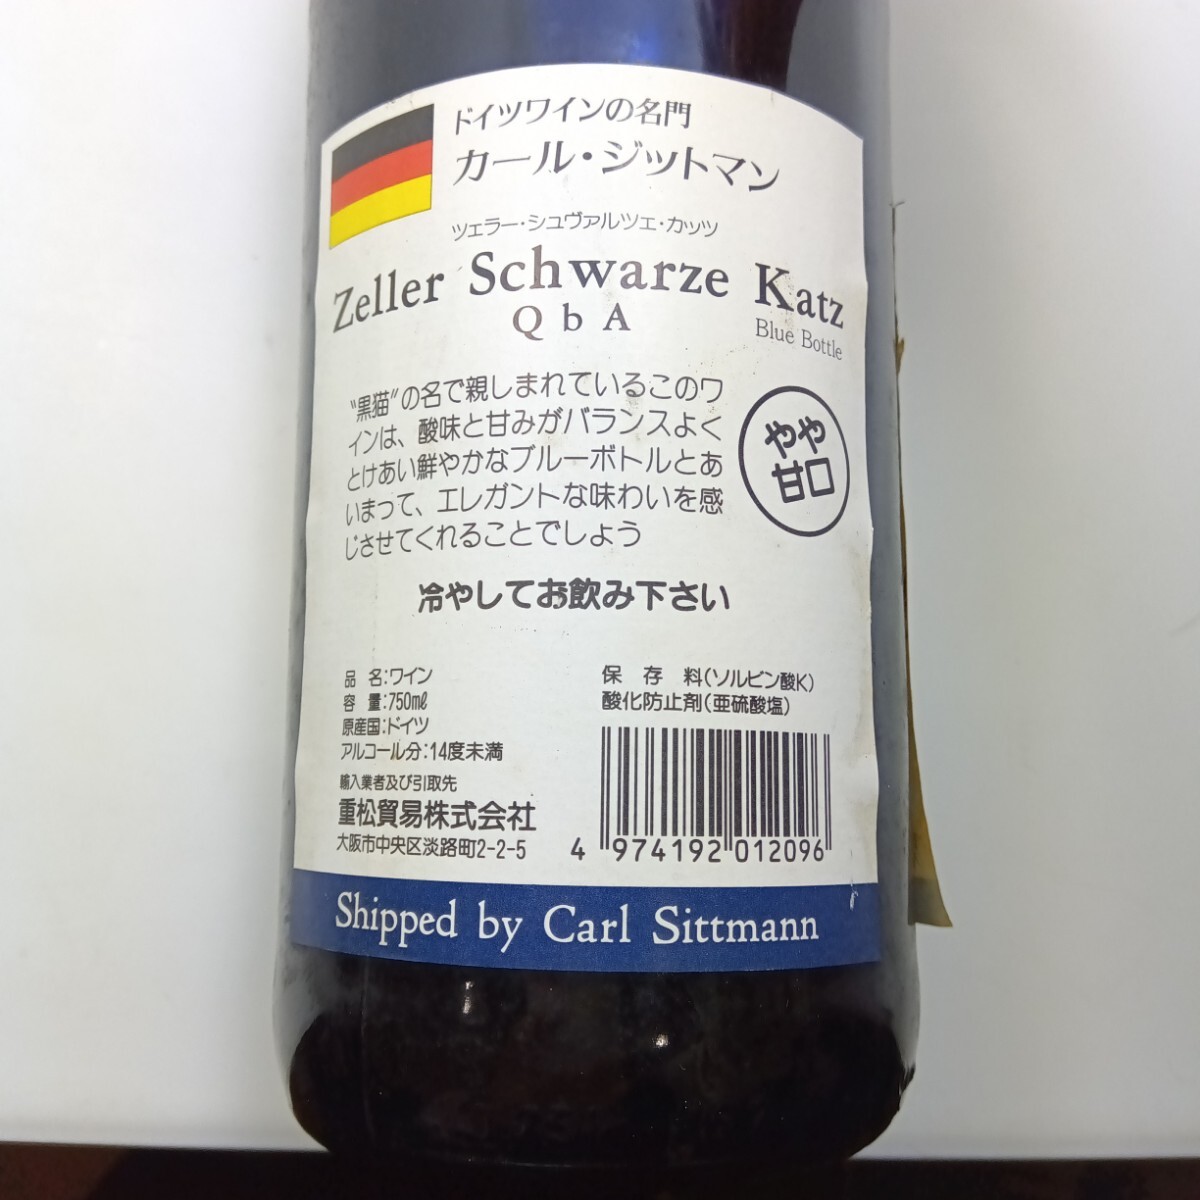 ドイツワインの名門
カール・ジットマン
ツェラー・シュヴァルツェ・カッツ
Zeller Schwarze Katz
QbA
Blue Bottle
"黒猫"の名で親しまれているこのワ
インは、酸味と甘みがバランスよく
とけあい鮮やかなブルーボトルとあ
いまって、エレガントな味わいを感
じさせてくれることでしょう
やや
甘口
冷やしてお飲み下さい
品名:ワイン
容量:750mℓ
原産国:ドイツ
アルコール分:14度未満
輸入業者及び引取先
重松貿易株式会社
大阪市中央区淡路町2-2-5
保存料(ソルビン酸K)
酸化防止剤(亜硫酸塩)
4 974192 012096
Shipped by Carl Sittmann